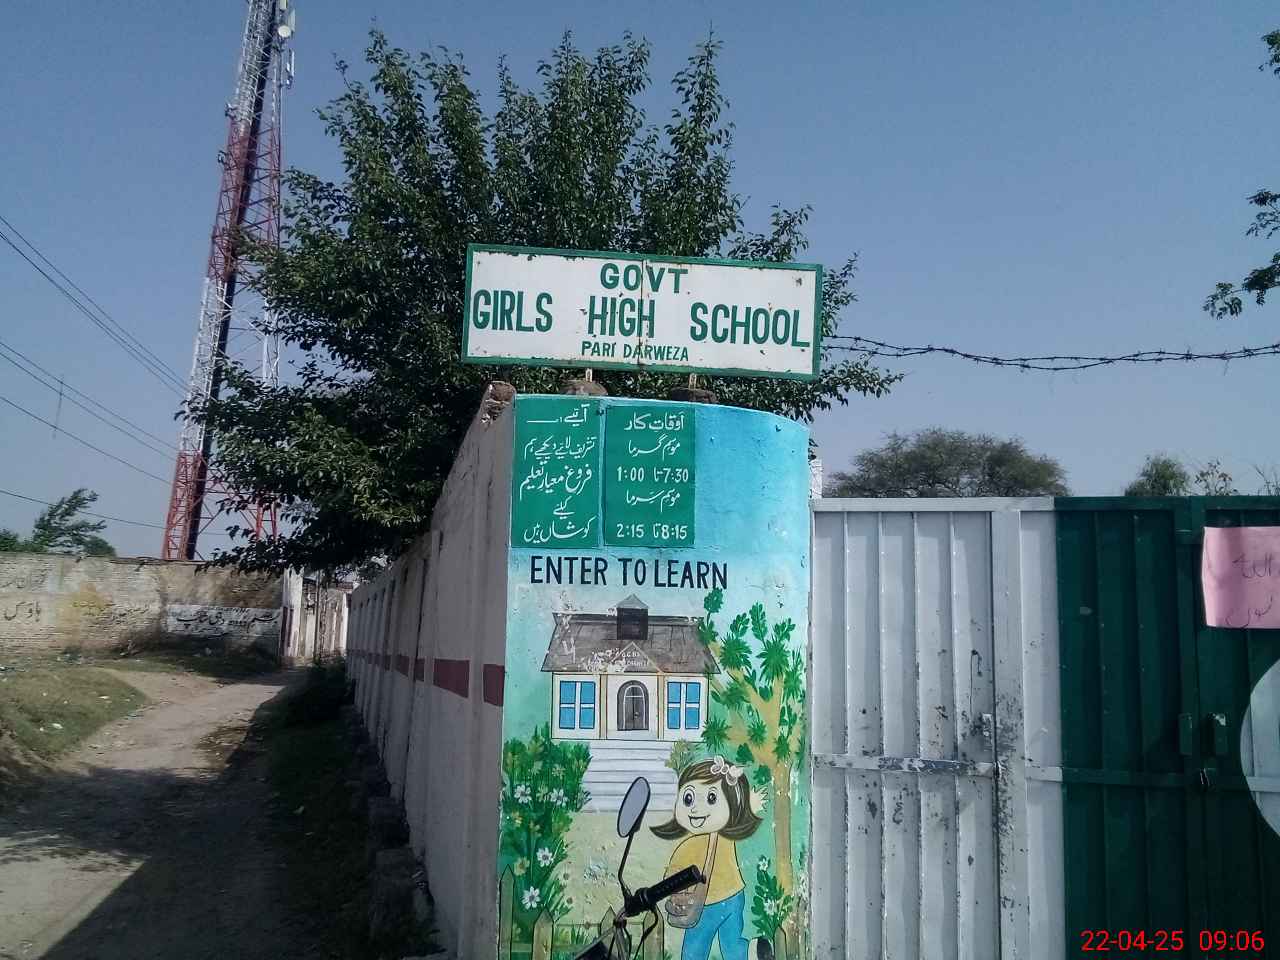 GOVT
GIRLS HIGH SCHOOL
PARI DARWEZA
آئیے
تشریف لائیے دیکھیے ہم
فروغ معیار تعلیم
کیلئے
کوشاں ہیں
اوقات کار
موسم گرما
7:30 تا 1:00
موسم سرما
8:15 تا 2:15
ENTER TO LEARN
اللہ
22-04-25 09:06